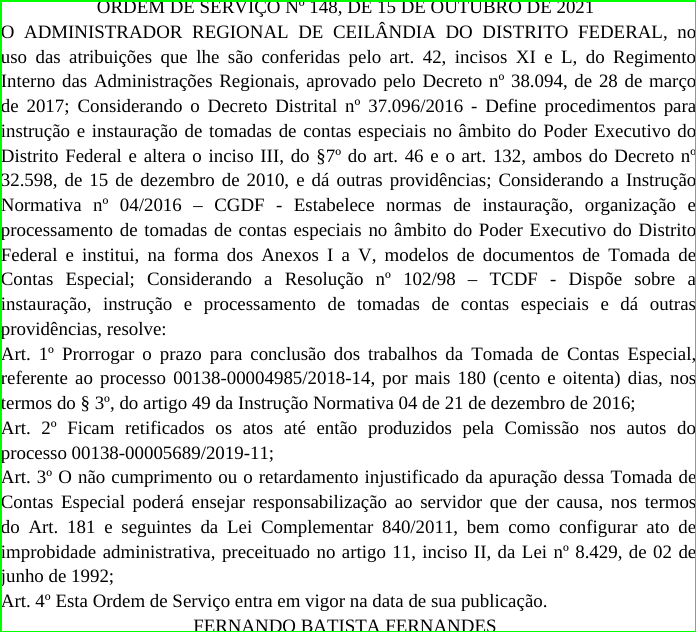 ORDEM DE SERVIÇO Nº 148, DE 15 DE OUTUBRO DE 2021
O ADMINISTRADOR REGIONAL DE CEILÂNDIA DO DISTRITO FEDERAL, no
uso das atribuições que lhe são conferidas pelo art. 42, incisos XI e L, do Regimento
Interno das Administrações Regionais, aprovado pelo Decreto nº 38.094, de 28 de março
de 2017; Considerando o Decreto Distrital nº 37.096/2016 - Define procedimentos para
instrução e instauração de tomadas de contas especiais no âmbito do Poder Executivo do
Distrito Federal e altera o inciso III, do §7º do art. 46 e o art. 132, ambos do Decreto nº
32.598, de 15 de dezembro de 2010, e dá outras providências; Considerando a Instrução
Normativa nº 04/2016 – CGDF - Estabelece normas de instauração, organização e
processamento de tomadas de contas especiais no âmbito do Poder Executivo do Distrito
Federal e institui, na forma dos Anexos I a V, modelos de documentos de Tomada de
Contas Especial; Considerando a Resolução nº 102/98 – TCDF - Dispõe sobre a
instauração, instrução e processamento de tomadas de contas especiais e dá outras
providências, resolve:
Art. 1º Prorrogar o prazo para conclusão dos trabalhos da Tomada de Contas Especial,
referente ao processo 00138-00004985/2018-14, por mais 180 (cento e oitenta) dias, nos
termos do § 3º, do artigo 49 da Instrução Normativa 04 de 21 de dezembro de 2016;
Art. 2º Ficam retificados os atos até então produzidos pela Comissão nos autos do
processo 00138-00005689/2019-11;
Art. 3º O não cumprimento ou o retardamento injustificado da apuração dessa Tomada de
Contas Especial poderá ensejar responsabilização ao servidor que der causa, nos termos
do Art. 181 e seguintes da Lei Complementar 840/2011, bem como configurar ato de
improbidade administrativa, preceituado no artigo 11, inciso II, da Lei nº 8.429, de 02 de
junho de 1992;
Art. 4º Esta Ordem de Serviço entra em vigor na data de sua publicação.
FERNANDO BATISTA FERNANDES